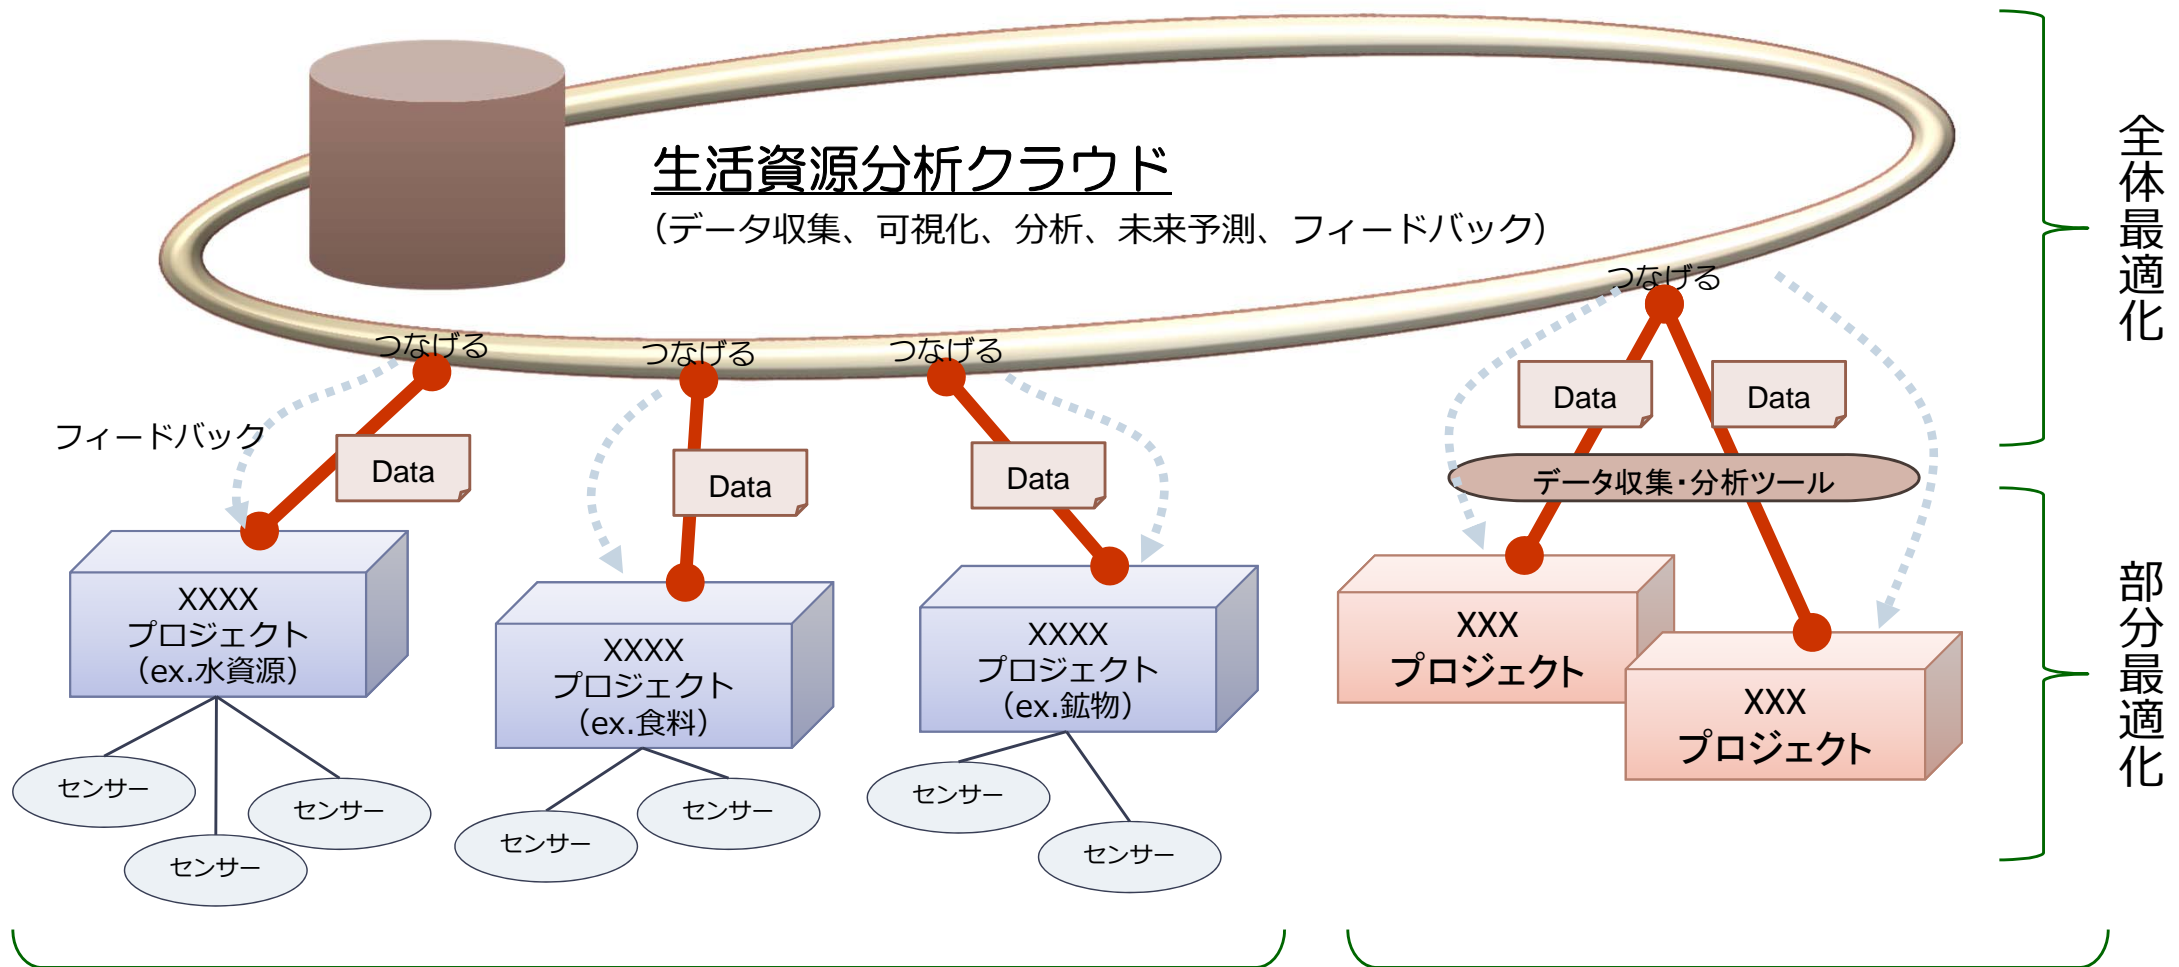 生活資源分析クラウド
（データ収集、可視化、分析、未来予測、フィードバック）
全体最適化
つなげる
つなげる
つなげる
つなげる
フィードバック
Data
Data
Data
Data
Data
データ収集・分析ツール
部分最適化
XXXX
プロジェクト
（ex.水資源）
XXXX
プロジェクト
（ex.食料）
XXXX
プロジェクト
（ex.鉱物）
XXX
プロジェクト
XXX
プロジェクト
センサー
センサー
センサー
センサー
センサー
センサー
センサー